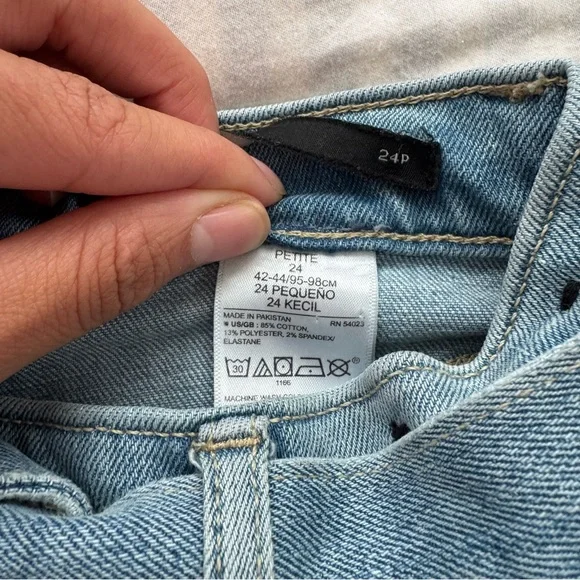 24P
PETITE
24
42-44/95-98CM
24 PEQUEÑO
24 KECIL
MADE IN PAKISTAN RN 54023
US/GB: 85% COTTON,
13% POLYESTER, 2% SPANDEX/
ELASTANE
30
1166
MACHINE WASH